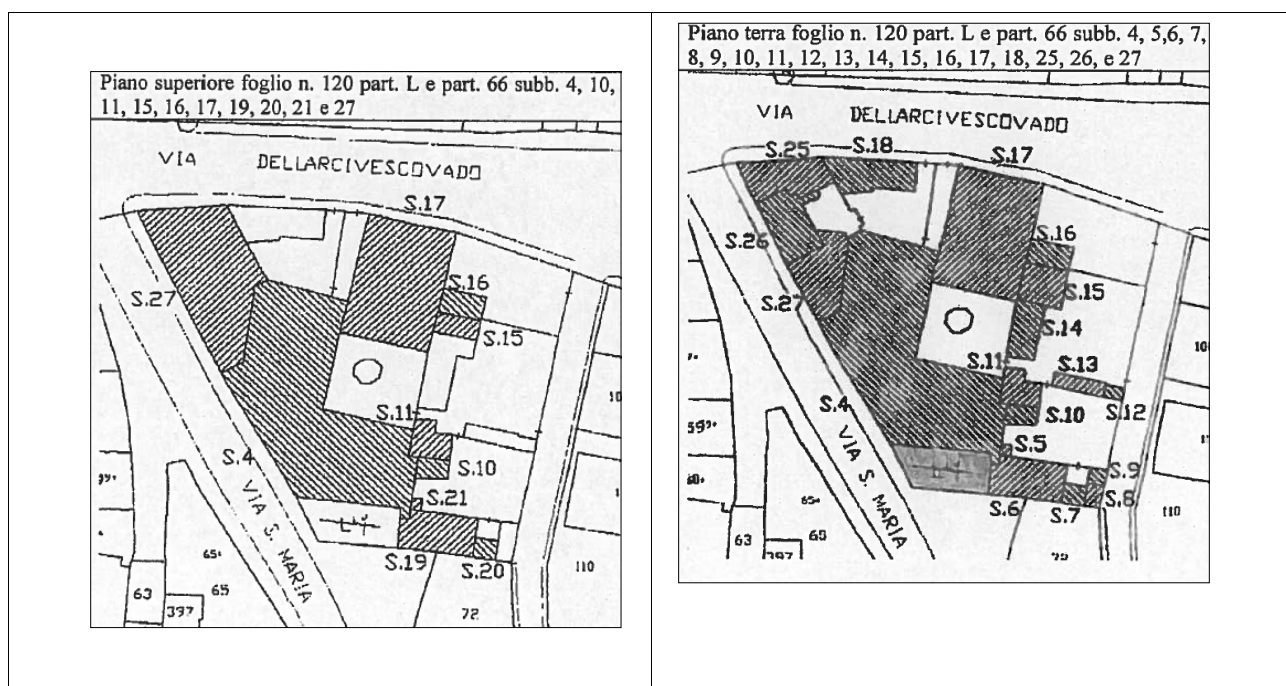 Piano superiore foglio n. 120 part. L e part. 66 subb. 4, 10,
11, 15, 16, 17, 19, 20, 21 e 27
VIA
DELLARCIVESCOVADO
S.17
S.27
S.16
S.15
S.11
S.4
S.10
S.21
VIA S. MARIA
S.19
S.20
65
65
63
397
72
110
Piano terra foglio n. 120 part. L e part. 66 subb. 4, 5,6, 7,
8, 9, 10, 11, 12, 13, 14, 15, 16, 17, 18, 25, 26, e 27
VIA
DELLARCIVESCOVADO
S.25
S.18
S.17
S.26
S.16
S.27
S.15
S.14
S.11
S.13
S.12
S.4
S.10
VIA S. MARIA
S.5
S.9
S.8
S.6
S.7
65
63
397
110